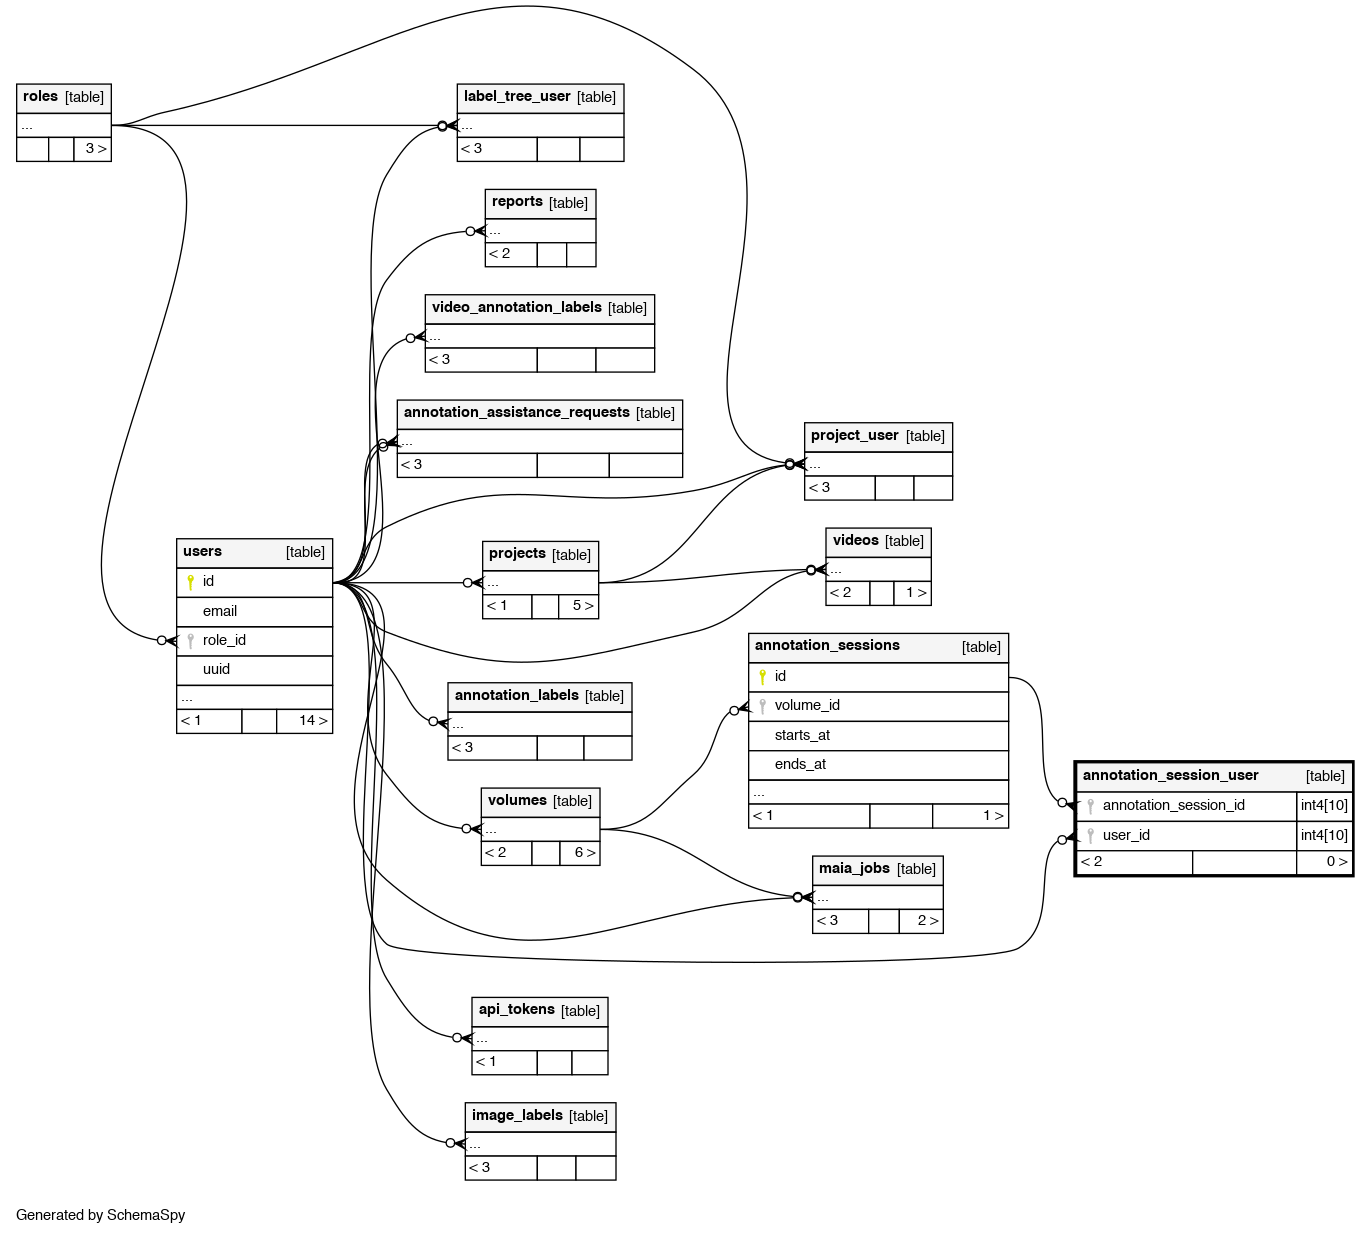 roles [table]
...
3 >
label_tree_user [table]
...
< 3
reports [table]
...
< 2
video_annotation_labels [table]
...
< 3
annotation_assistance_requests [table]
...
< 3
project_user [table]
...
< 3
users [table]
id
email
role_id
uuid
...
< 1 14 >
projects [table]
...
< 1 5 >
videos [table]
...
< 2 1 >
annotation_sessions [table]
id
volume_id
starts_at
ends_at
...
< 1 1 >
annotation_labels [table]
...
< 3
annotation_session_user [table]
annotation_session_id int4[10]
user_id int4[10]
< 2 0 >
volumes [table]
...
< 2 6 >
maia_jobs [table]
...
< 3 2 >
api_tokens [table]
...
< 1
image_labels [table]
...
< 3
Generated by SchemaSpy